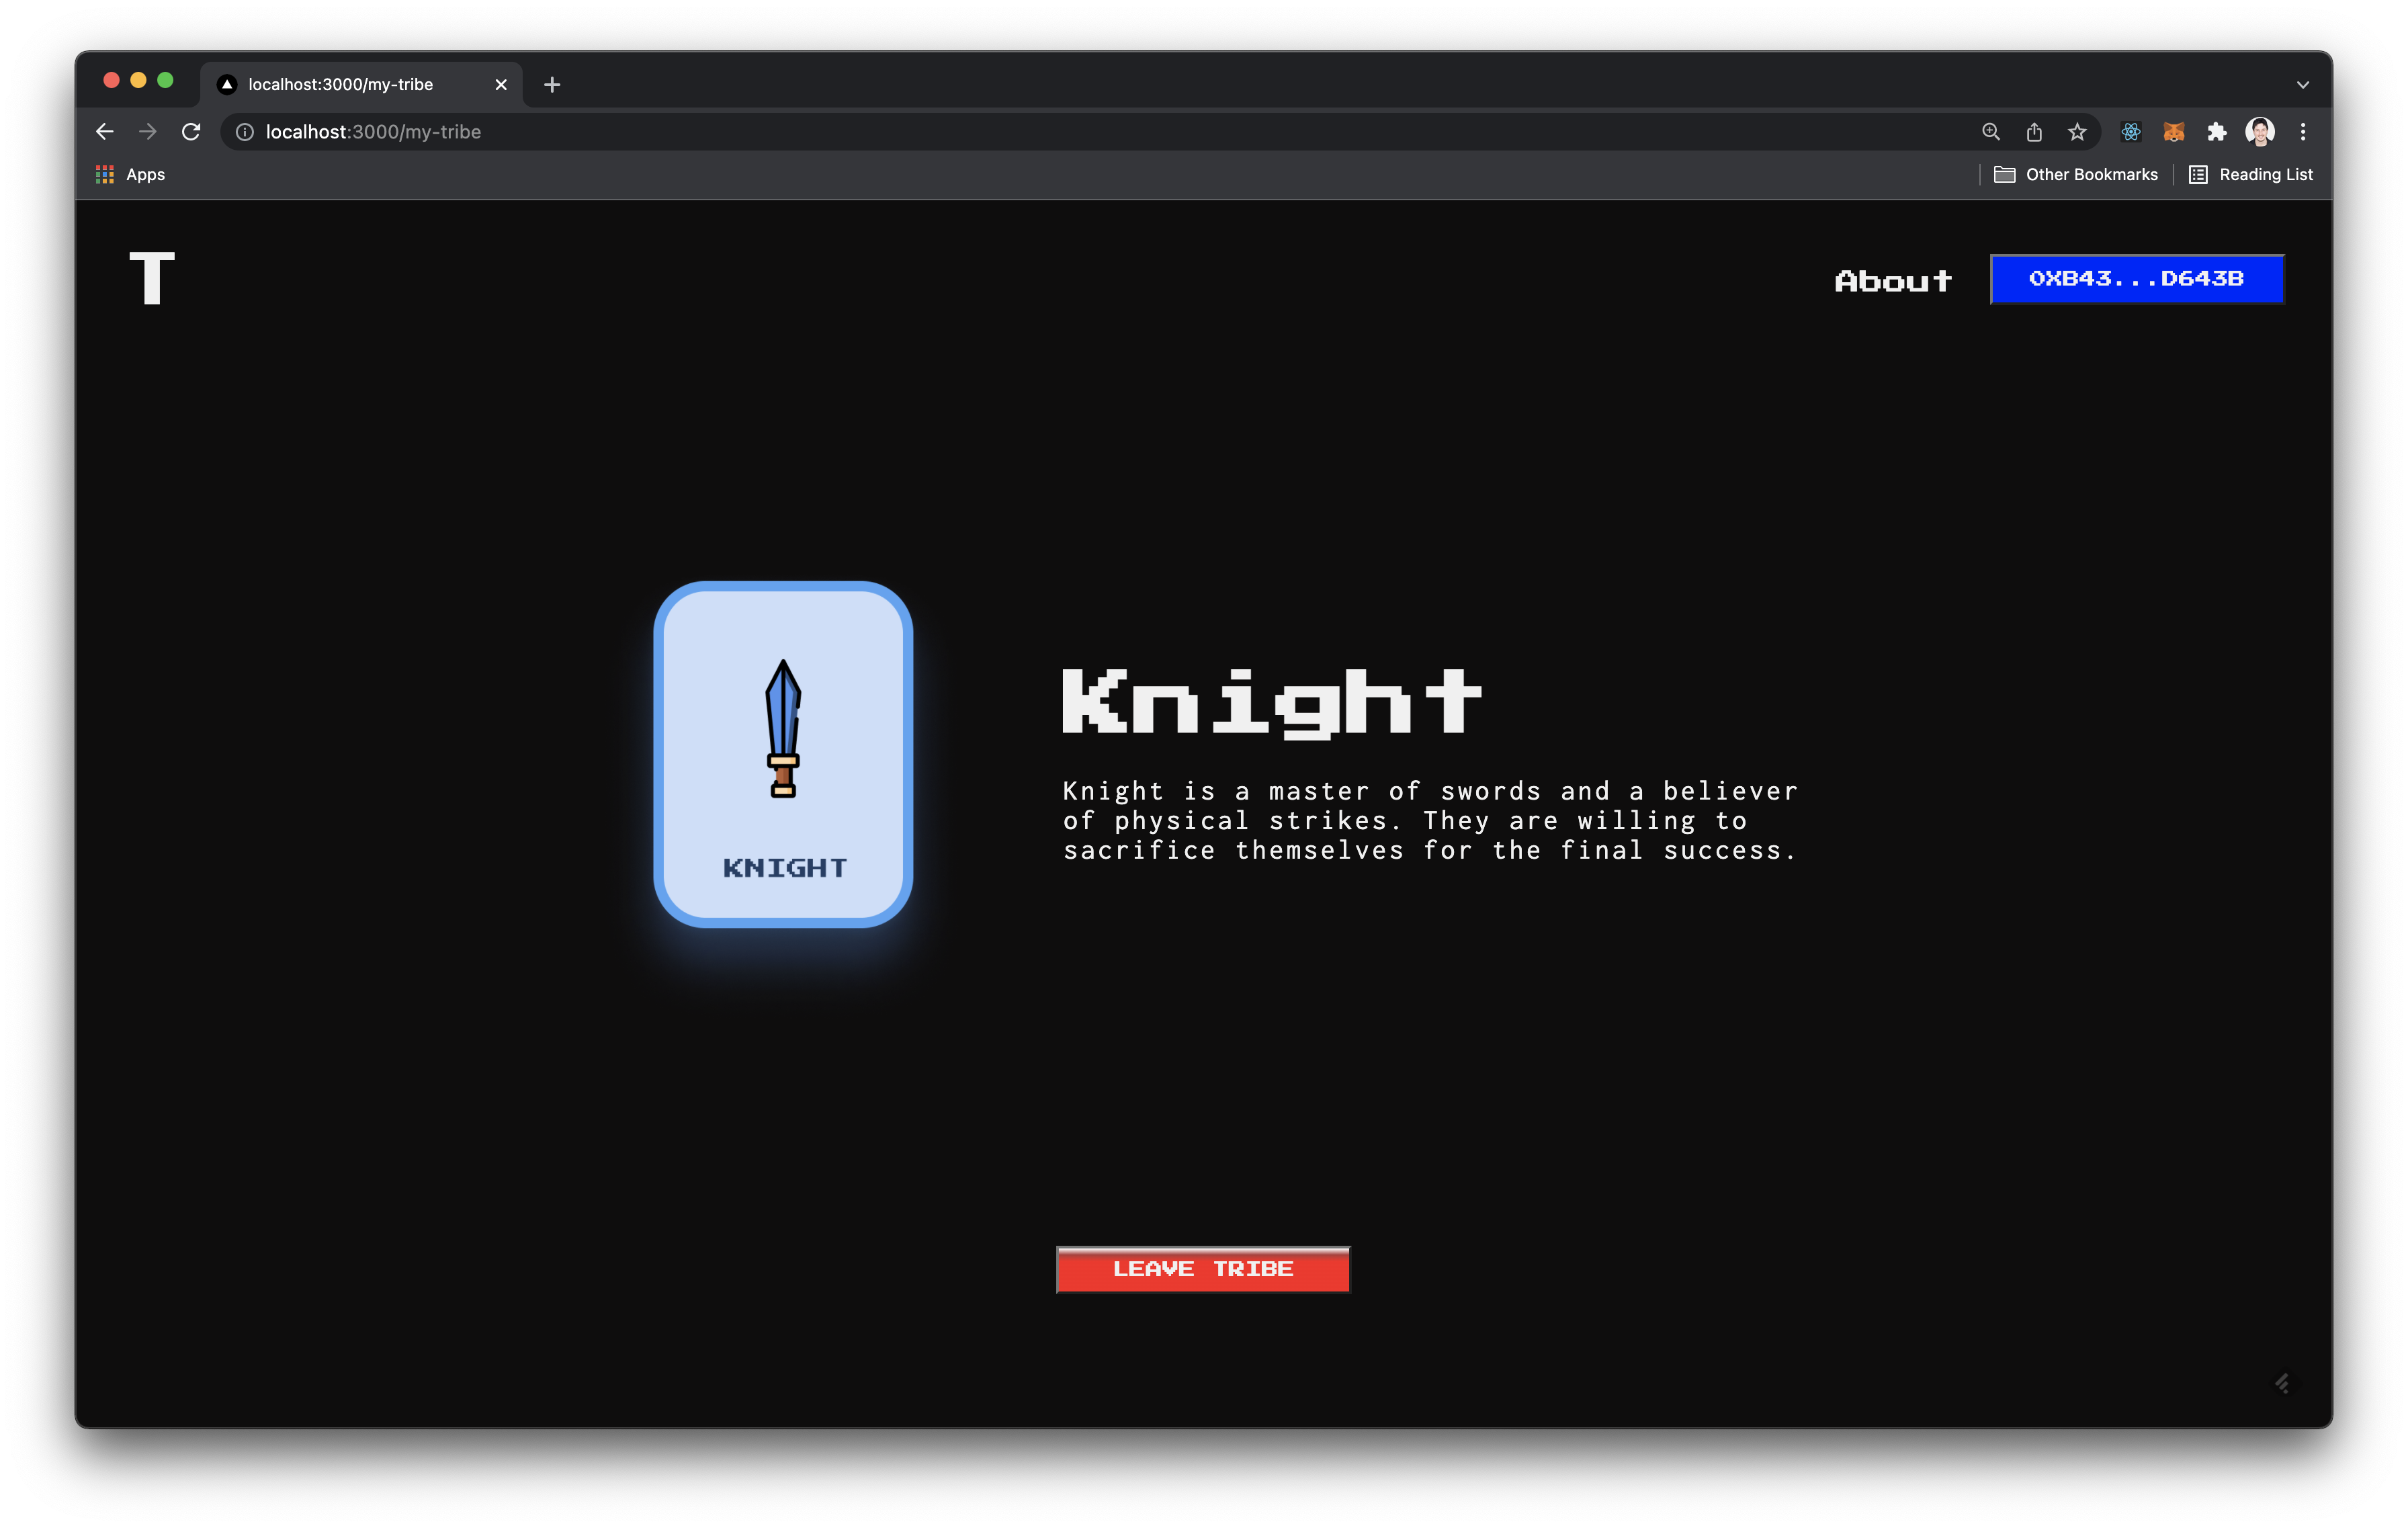 localhost:3000/my-tribe
localhost:3000/my-tribe
Apps
Other Bookmarks
Reading List
T
About
0XB43...D643B
KNIGHT
Knight
Knight is a master of swords and a believer
of physical strikes. They are willing to
sacrifice themselves for the final success.
LEAVE TRIBE